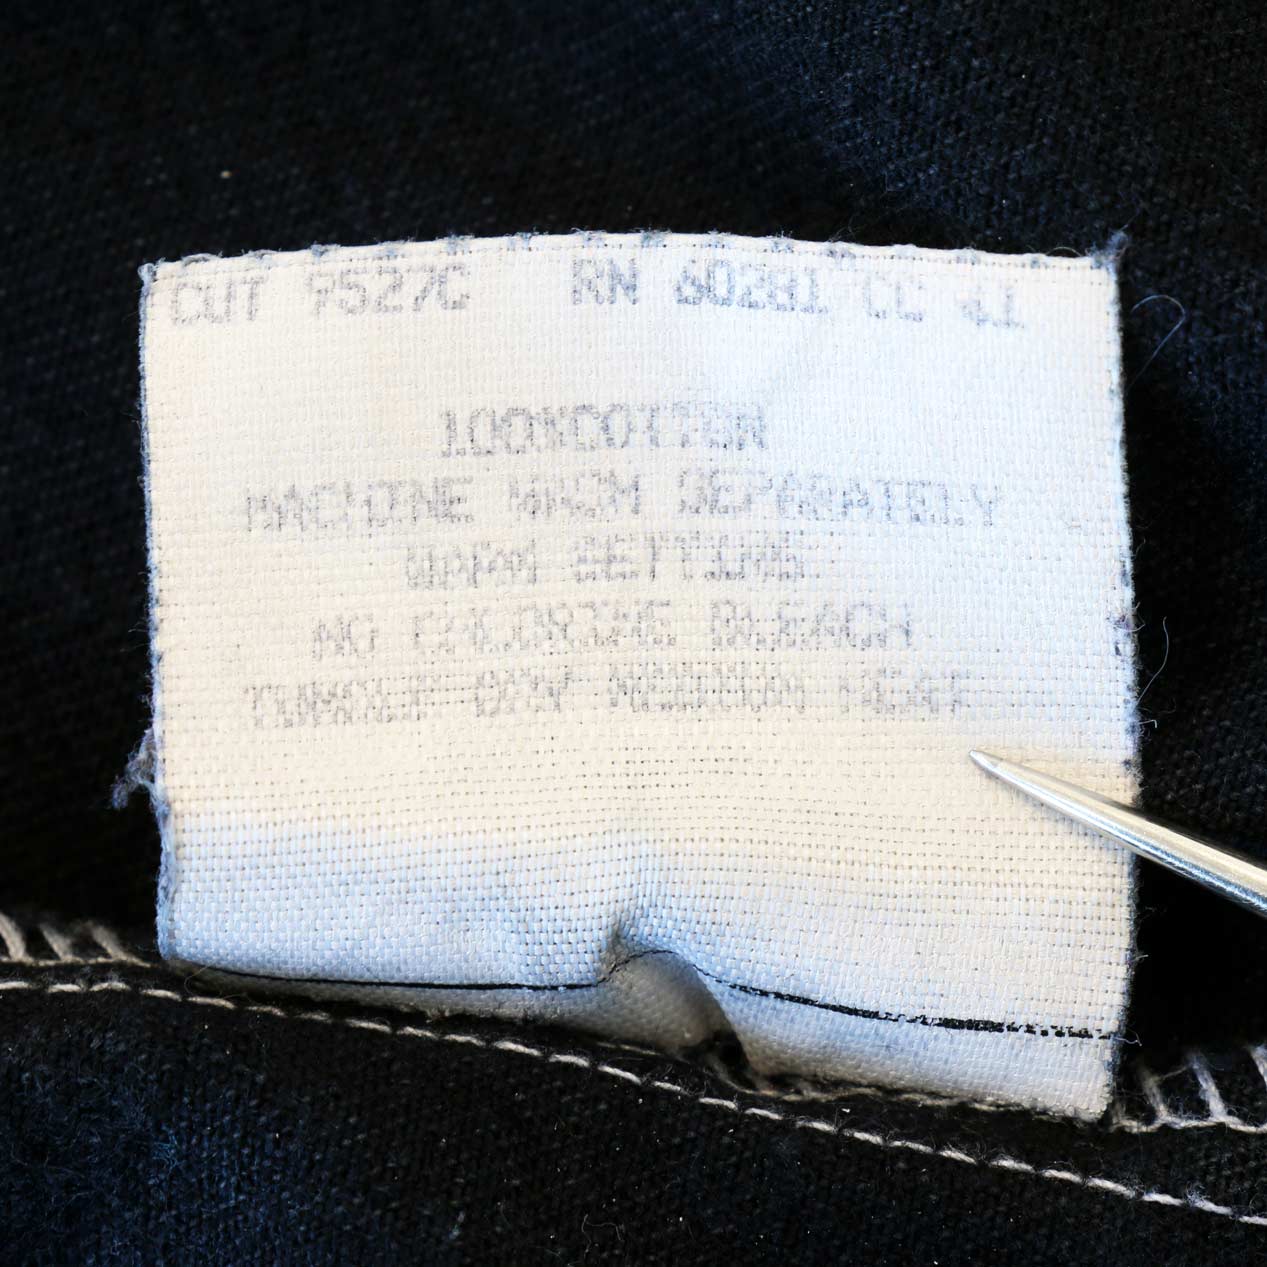 CUT F527C RN 60281 CC 41
100%COTTON
MACHINE WASH SEPARATELY
WARM SETTING
NO CHLORINE BLEACH
TUMBLE DRY MEDIUM HEAT